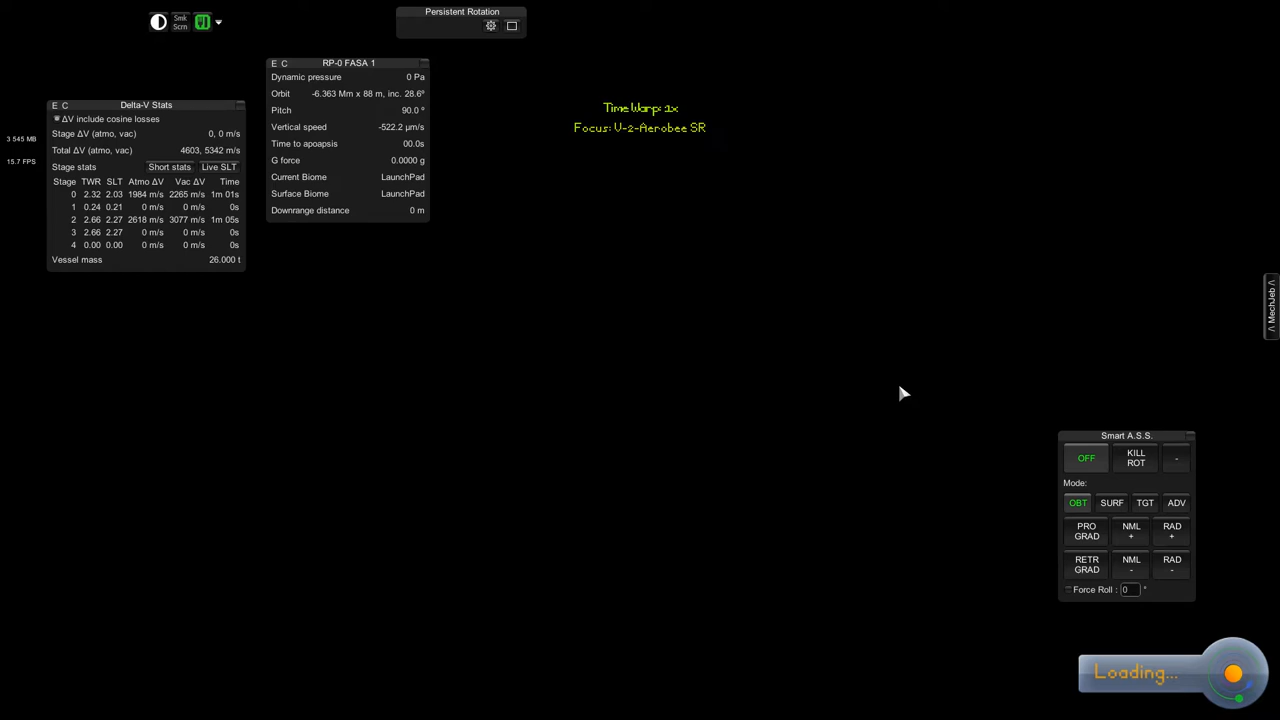 Smk
Scrn
Persistent Rotation
3 545 MB
15.7 FPS
E C Delta-V Stats
ΔV include cosine losses
Stage ΔV (atmo, vac) 0, 0 m/s
Total ΔV (atmo, vac) 4603, 5342 m/s
Stage stats Short stats Live SLT
Stage TWR SLT Atmo ΔV Vac ΔV Time
0 2.32 2.03 1984 m/s 2265 m/s 1m 01s
1 0.24 0.21 0 m/s 0 m/s 0s
2 2.66 2.27 2618 m/s 3077 m/s 1m 05s
3 2.66 2.27 0 m/s 0 m/s 0s
4 0.00 0.00 0 m/s 0 m/s 0s
Vessel mass 26.000 t
E C RP-0 FASA 1
Dynamic pressure 0 Pa
Orbit -6.363 Mm x 88 m, inc. 28.6º
Pitch 90.0 º
Vertical speed -522.2 µm/s
Time to apoapsis 00.0s
G force 0.0000 g
Current Biome LaunchPad
Surface Biome LaunchPad
Downrange distance 0 m
Time Warp: 1x
Focus: V-2-Aerobee SR
/\ MechJeb /\
Smart A.S.S.
OFF KILL ROT -
Mode:
OBT SURF TGT ADV
PRO GRAD NML + RAD +
RETR GRAD NML - RAD -
Force Roll : 0 °
Loading...